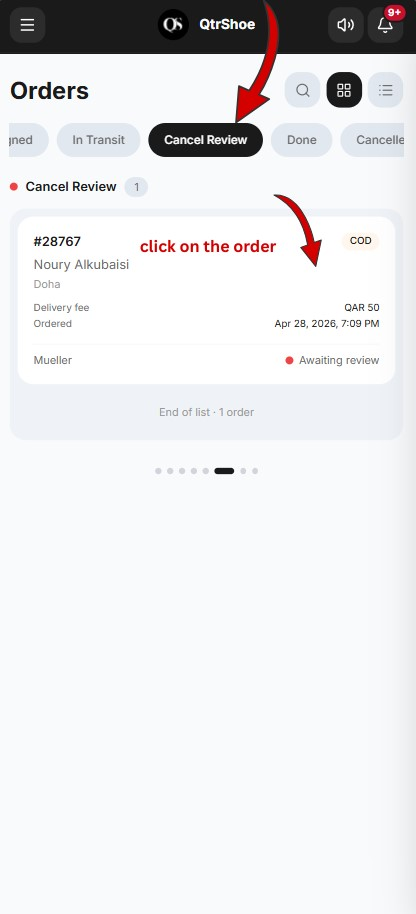 QS QtrShoe 9+
Orders
gned In Transit Cancel Review Done Cancelle
Cancel Review 1
#28767 click on the order COD
Noury Alkubaisi
Doha
Delivery fee QAR 50
Ordered Apr 28, 2026, 7:09 PM
Mueller Awaiting review
End of list · 1 order